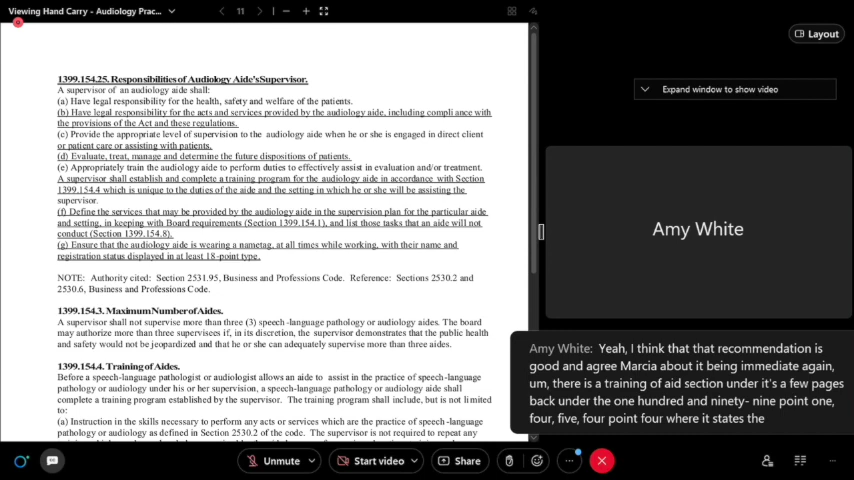 Viewing Hand Carry - Audiology Prac...
11
Layout
Expand window to show video
1399.154.25. Responsibilities of Audiology Aide's Supervisor.
A supervisor of an audiology aide shall:
(a) Have legal responsibility for the health, safety and welfare of the patients.
(b) Have legal responsibility for the acts and services provided by the audiology aide, including compliance with
the provisions of the Act and these regulations.
(c) Provide the appropriate level of supervision to the audiology aide when he or she is engaged in direct client
or patient care or assisting with patients.
(d) Evaluate, treat, manage and determine the future dispositions of patients.
(e) Appropriately train the audiology aide to perform duties to effectively assist in evaluation and/or treatment.
A supervisor shall establish and complete a training program for the audiology aide in accordance with Section
1399.154.4 which is unique to the duties of the aide and the setting in which he or she will be assisting the
supervisor.
(f) Define the services that may be provided by the audiology aide in the supervision plan for the particular aide
and setting, in keeping with Board requirements (Section 1399.154.1), and list those tasks that an aide will not
conduct (Section 1399.154.8).
(g) Ensure that the audiology aide is wearing a nametag, at all times while working, with their name and
registration status displayed in at least 18-point type.
NOTE: Authority cited: Section 2531.95, Business and Professions Code. Reference: Sections 2530.2 and
2530.6, Business and Professions Code.
1399.154.3. Maximum Number of Aides.
A supervisor shall not supervise more than three (3) speech-language pathology or audiology aides. The board
may authorize more than three supervisees if, in its discretion, the supervisor demonstrates that the public health
and safety would not be jeopardized and that he or she can adequately supervise more than three aides.
1399.154.4. Training of Aides.
Before a speech-language pathologist or audiologist allows an aide to assist in the practice of speech-language
pathology or audiology under his or her supervision, a speech-language pathology or audiology aide shall
complete a training program established by the supervisor. The training program shall include, but is not limited
to:
(a) Instruction in the skills necessary to perform any acts or services which are the practice of speech-language
pathology or audiology as defined in Section 2530.2 of the code. The supervisor is not required to repeat any
Amy White
Amy White: Yeah, I think that that recommendation is
good and agree Marcia about it being immediate again,
um, there is a training of aid section under it's a few pages
back under the one hundred and ninety- nine point one,
four, five, four point four where it states the
Unmute
Start video
Share